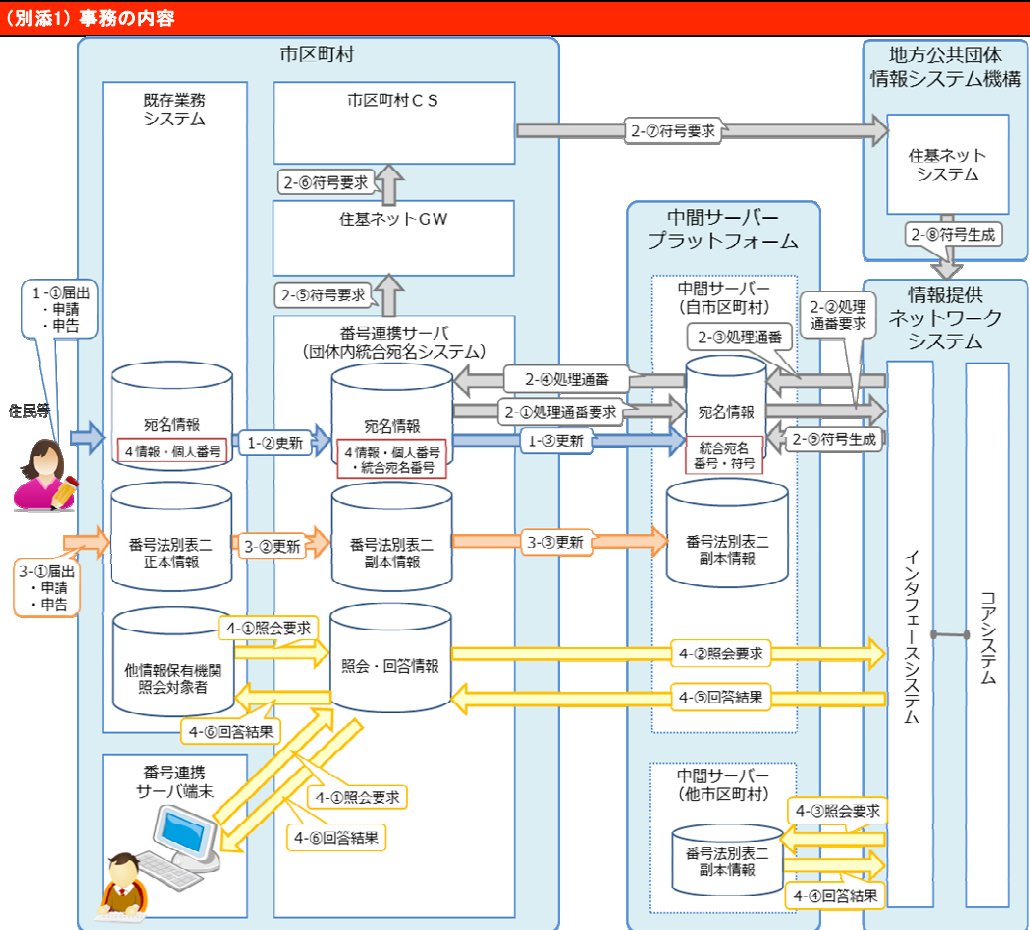 （別添1）事務の内容
市区町村
既存業務
システム
市区町村ＣＳ
2-⑥符号要求
住基ネットＧＷ
2-⑤符号要求
番号連携サーバ
（団体内統合宛名システム）
2-⑦符号要求
地方公共団体
情報システム機構
住基ネット
システム
2-⑧符号生成
中間サーバー
プラットフォーム
中間サーバー
（自市区町村）
情報提供
ネットワーク
システム
2-②処理
通番要求
2-③処理通番
2-④処理通番
2-①処理通番要求
2-⑨符号生成
1-①届出
・申請
・申告
住民等
宛名情報
４情報・個人番号
1-②更新
宛名情報
４情報・個人番号
・統合宛名番号
1-③更新
宛名情報
統合宛名
番号・符号
3-①届出
・申請
・申告
番号法別表二
正本情報
3-②更新
番号法別表二
副本情報
3-③更新
番号法別表二
副本情報
他情報保有機関
照会対象者
4-①照会要求
照会・回答情報
4-②照会要求
4-⑤回答結果
4-⑥回答結果
インタフェースシステム
コアシステム
番号連携
サーバ端末
4-①照会要求
4-⑥回答結果
中間サーバー
（他市区町村）
番号法別表二
副本情報
4-③照会要求
4-④回答結果